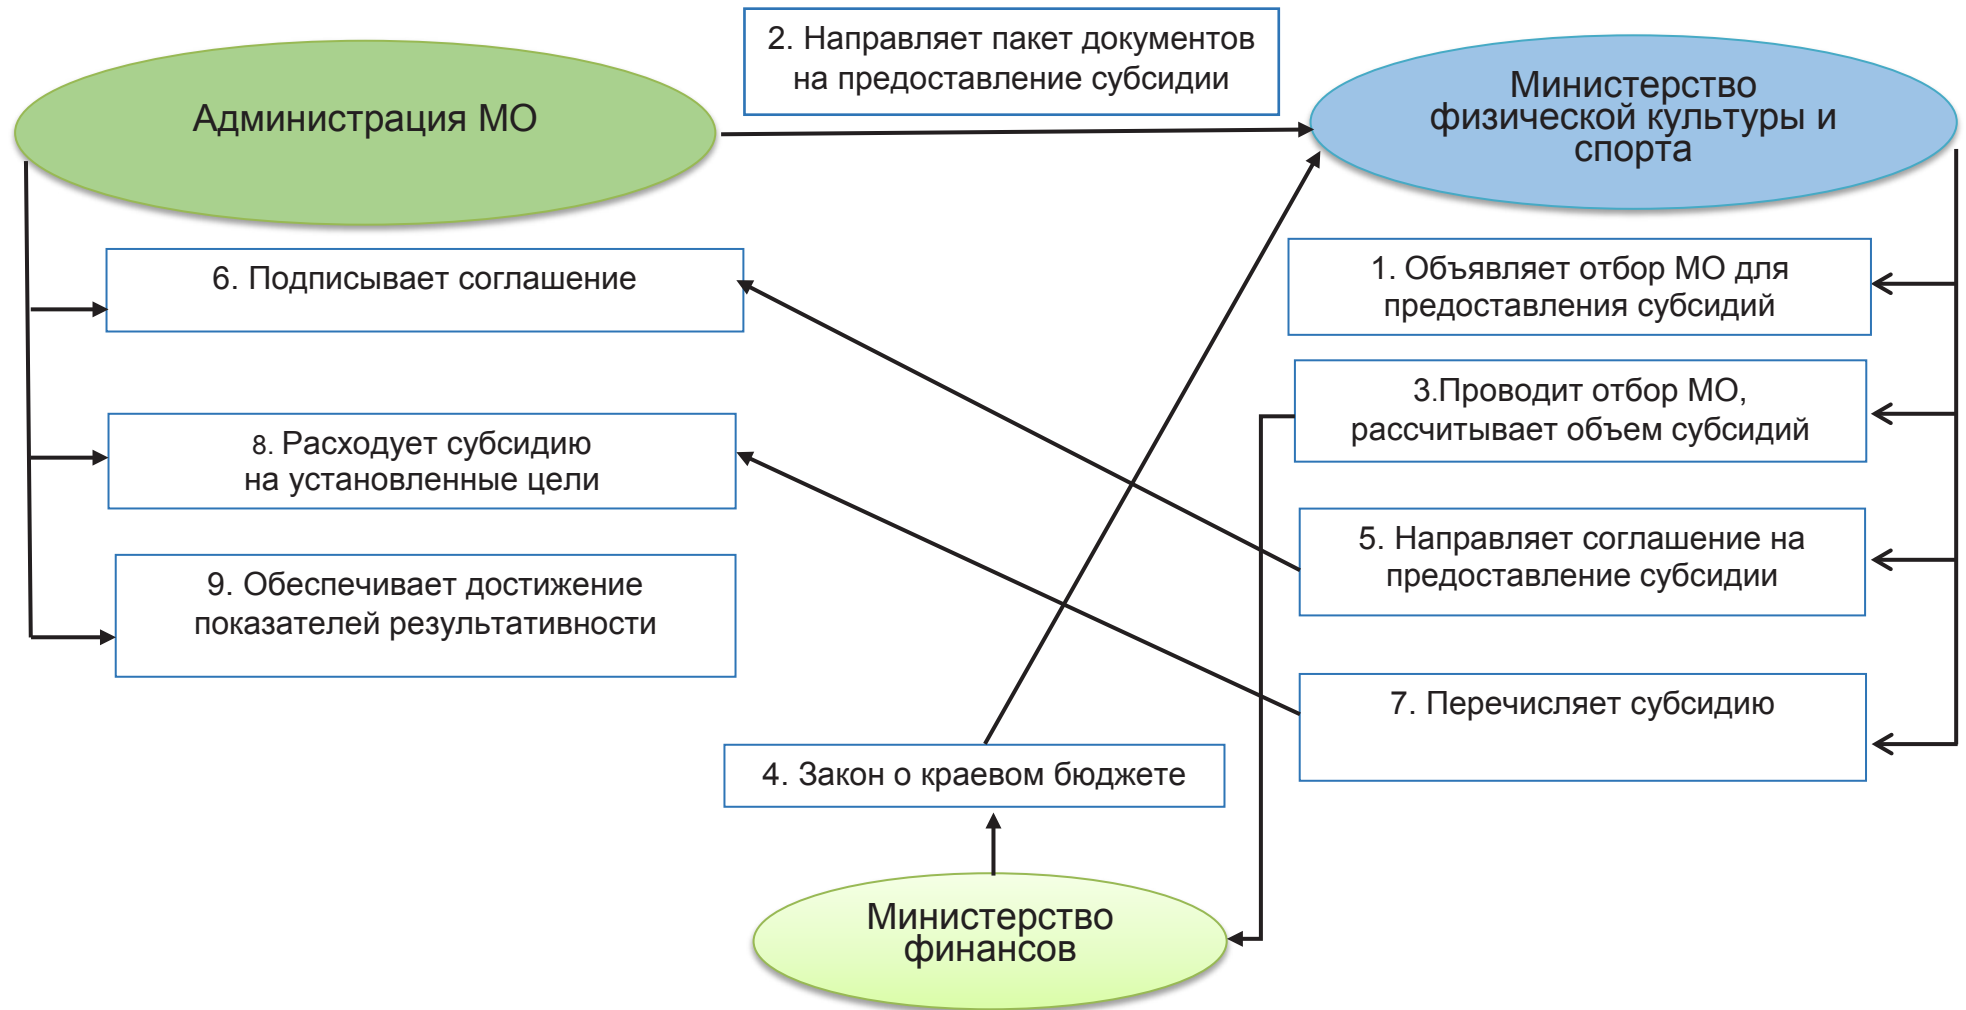 2. Направляет пакет документов
на предоставление субсидии
Администрация МО
Министерство
физической культуры и
спорта
6. Подписывает соглашение
1. Объявляет отбор МО для
предоставления субсидий
3.Проводит отбор МО,
рассчитывает объем субсидий
8. Расходует субсидию
на установленные цели
5. Направляет соглашение на
предоставление субсидии
9. Обеспечивает достижение
показателей результативности
7. Перечисляет субсидию
4. Закон о краевом бюджете
Министерство
финансов